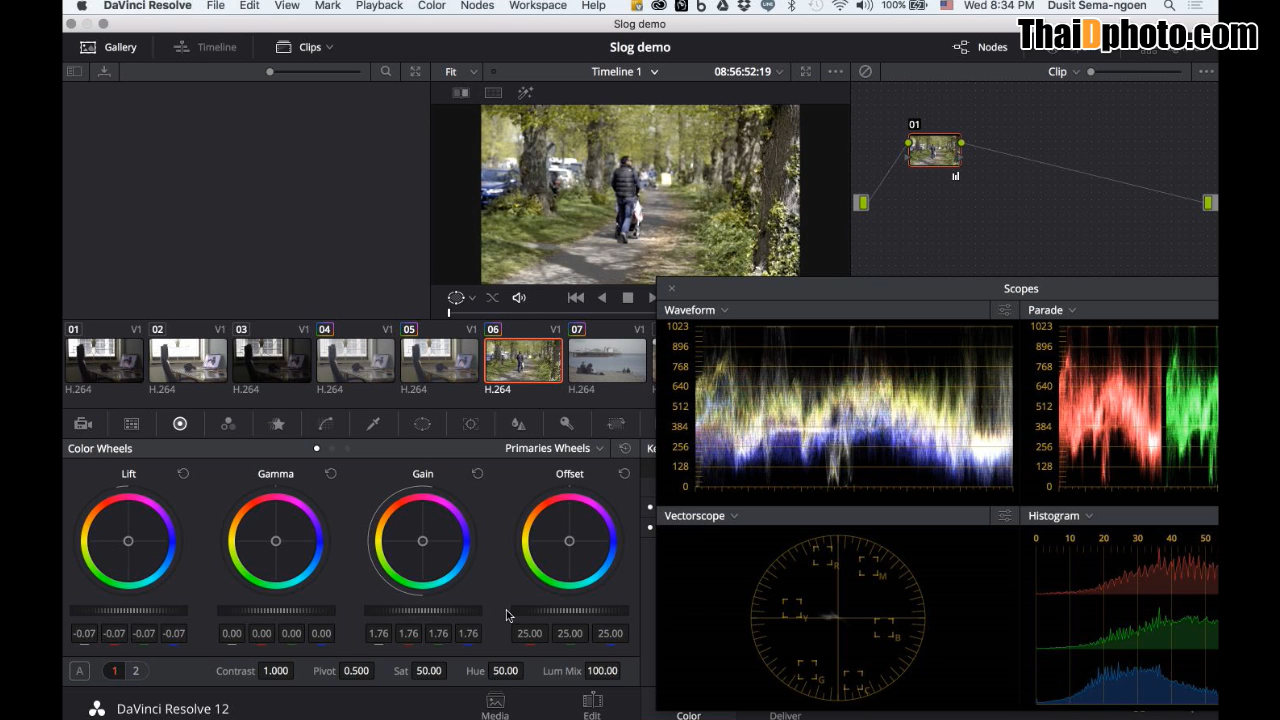 DaVinci Resolve File Edit View Mark Playback Color Nodes Workspace Help 100% Wed 8:34 PM Dusit Sema-ngoen
Slog demo
ThaiDphoto.com
Gallery Timeline Clips Slog demo Nodes
Fit Timeline 1 08:56:52:19 Clip
01
Scopes
Waveform Parade
01 V1 02 V1 03 V1 04 V1 05 V1 06 V1 07
H.264 H.264 H.264 H.264 H.264 H.264 H.264
1023 1023
896 896
768 768
640 640
512 512
384 384
256 256
128 128
0 0
Color Wheels Primaries Wheels
Lift Gamma Gain Offset
-0.07 -0.07 -0.07 -0.07 0.00 0.00 0.00 0.00 1.76 1.76 1.76 1.76 25.00 25.00 25.00
A 1 2 Contrast 1.000 Pivot 0.500 Sat 50.00 Hue 50.00 Lum Mix 100.00
Vectorscope Histogram
0 10 20 30 40 50
R M
Y B
G C
DaVinci Resolve 12 Media Edit Color Deliver